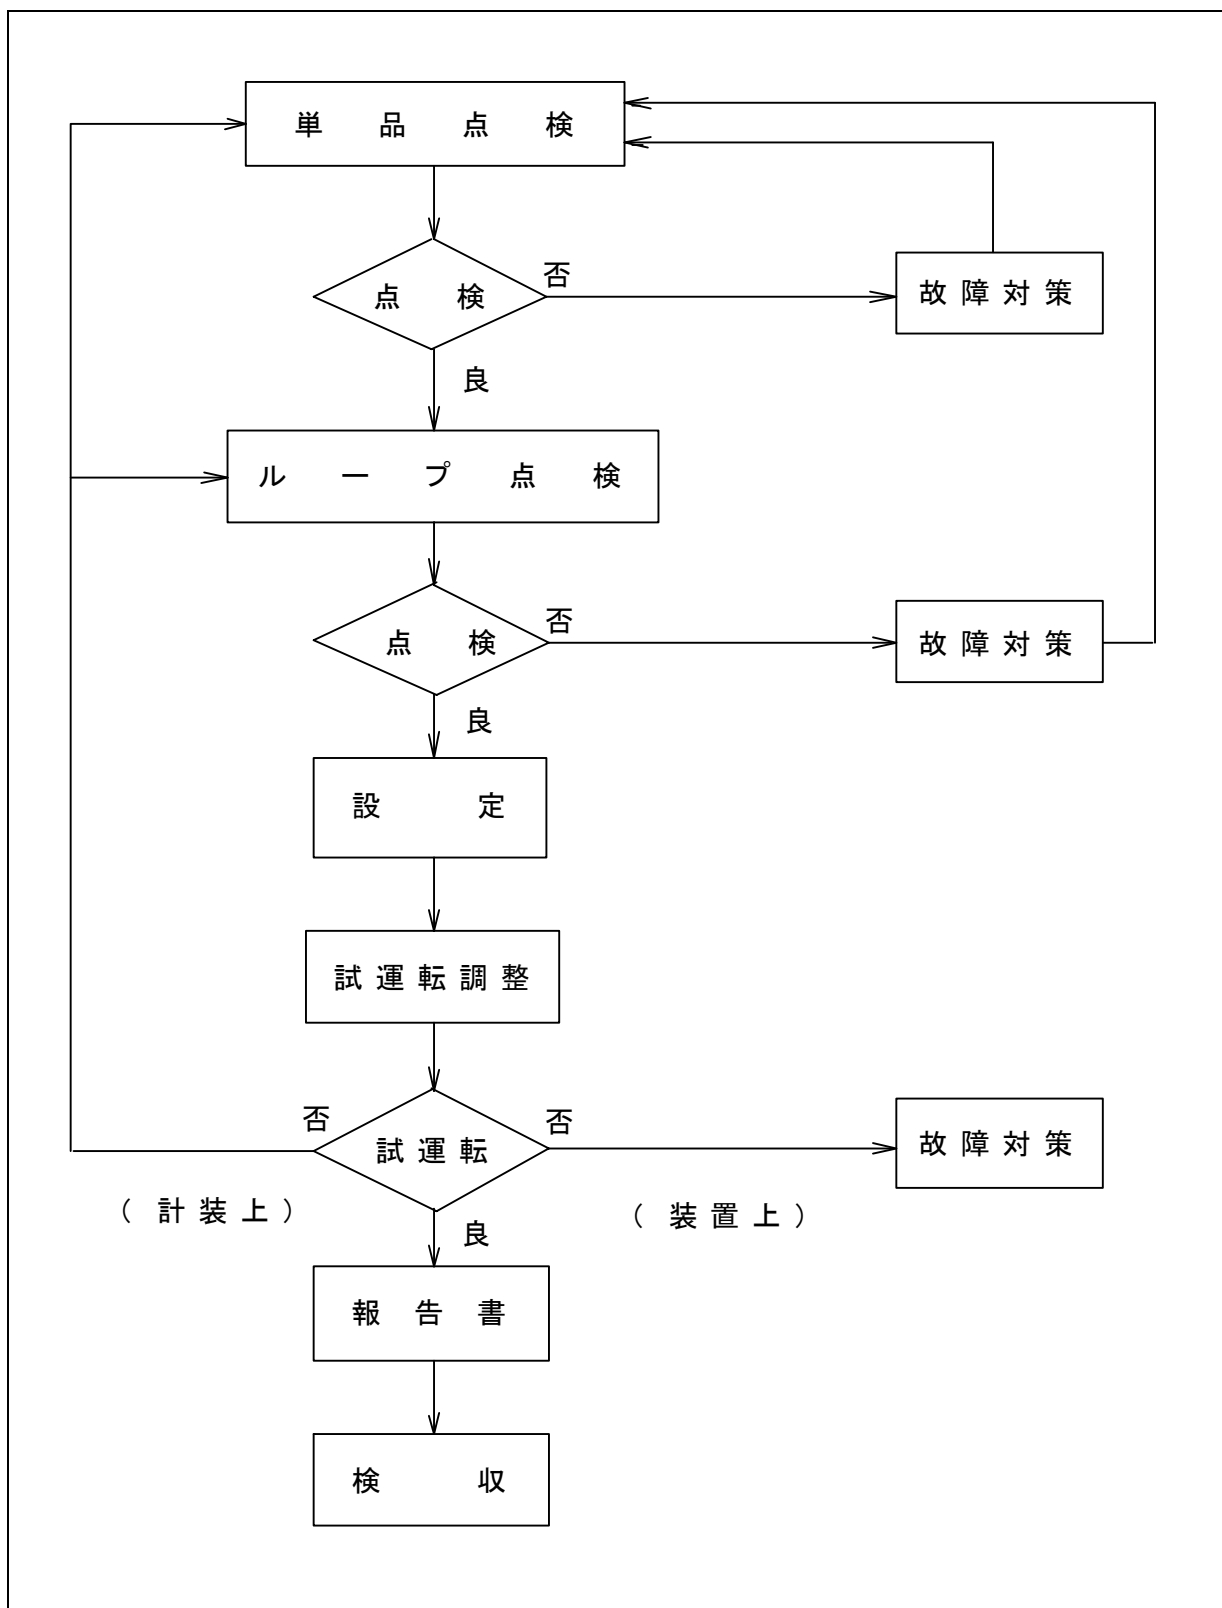 単品点検
否
点検
故障対策
良
ループ点検
否
点検
故障対策
良
設定
試運転調整
否
否
試運転
故障対策
（計装上）
（装置上）
良
報告書
検収